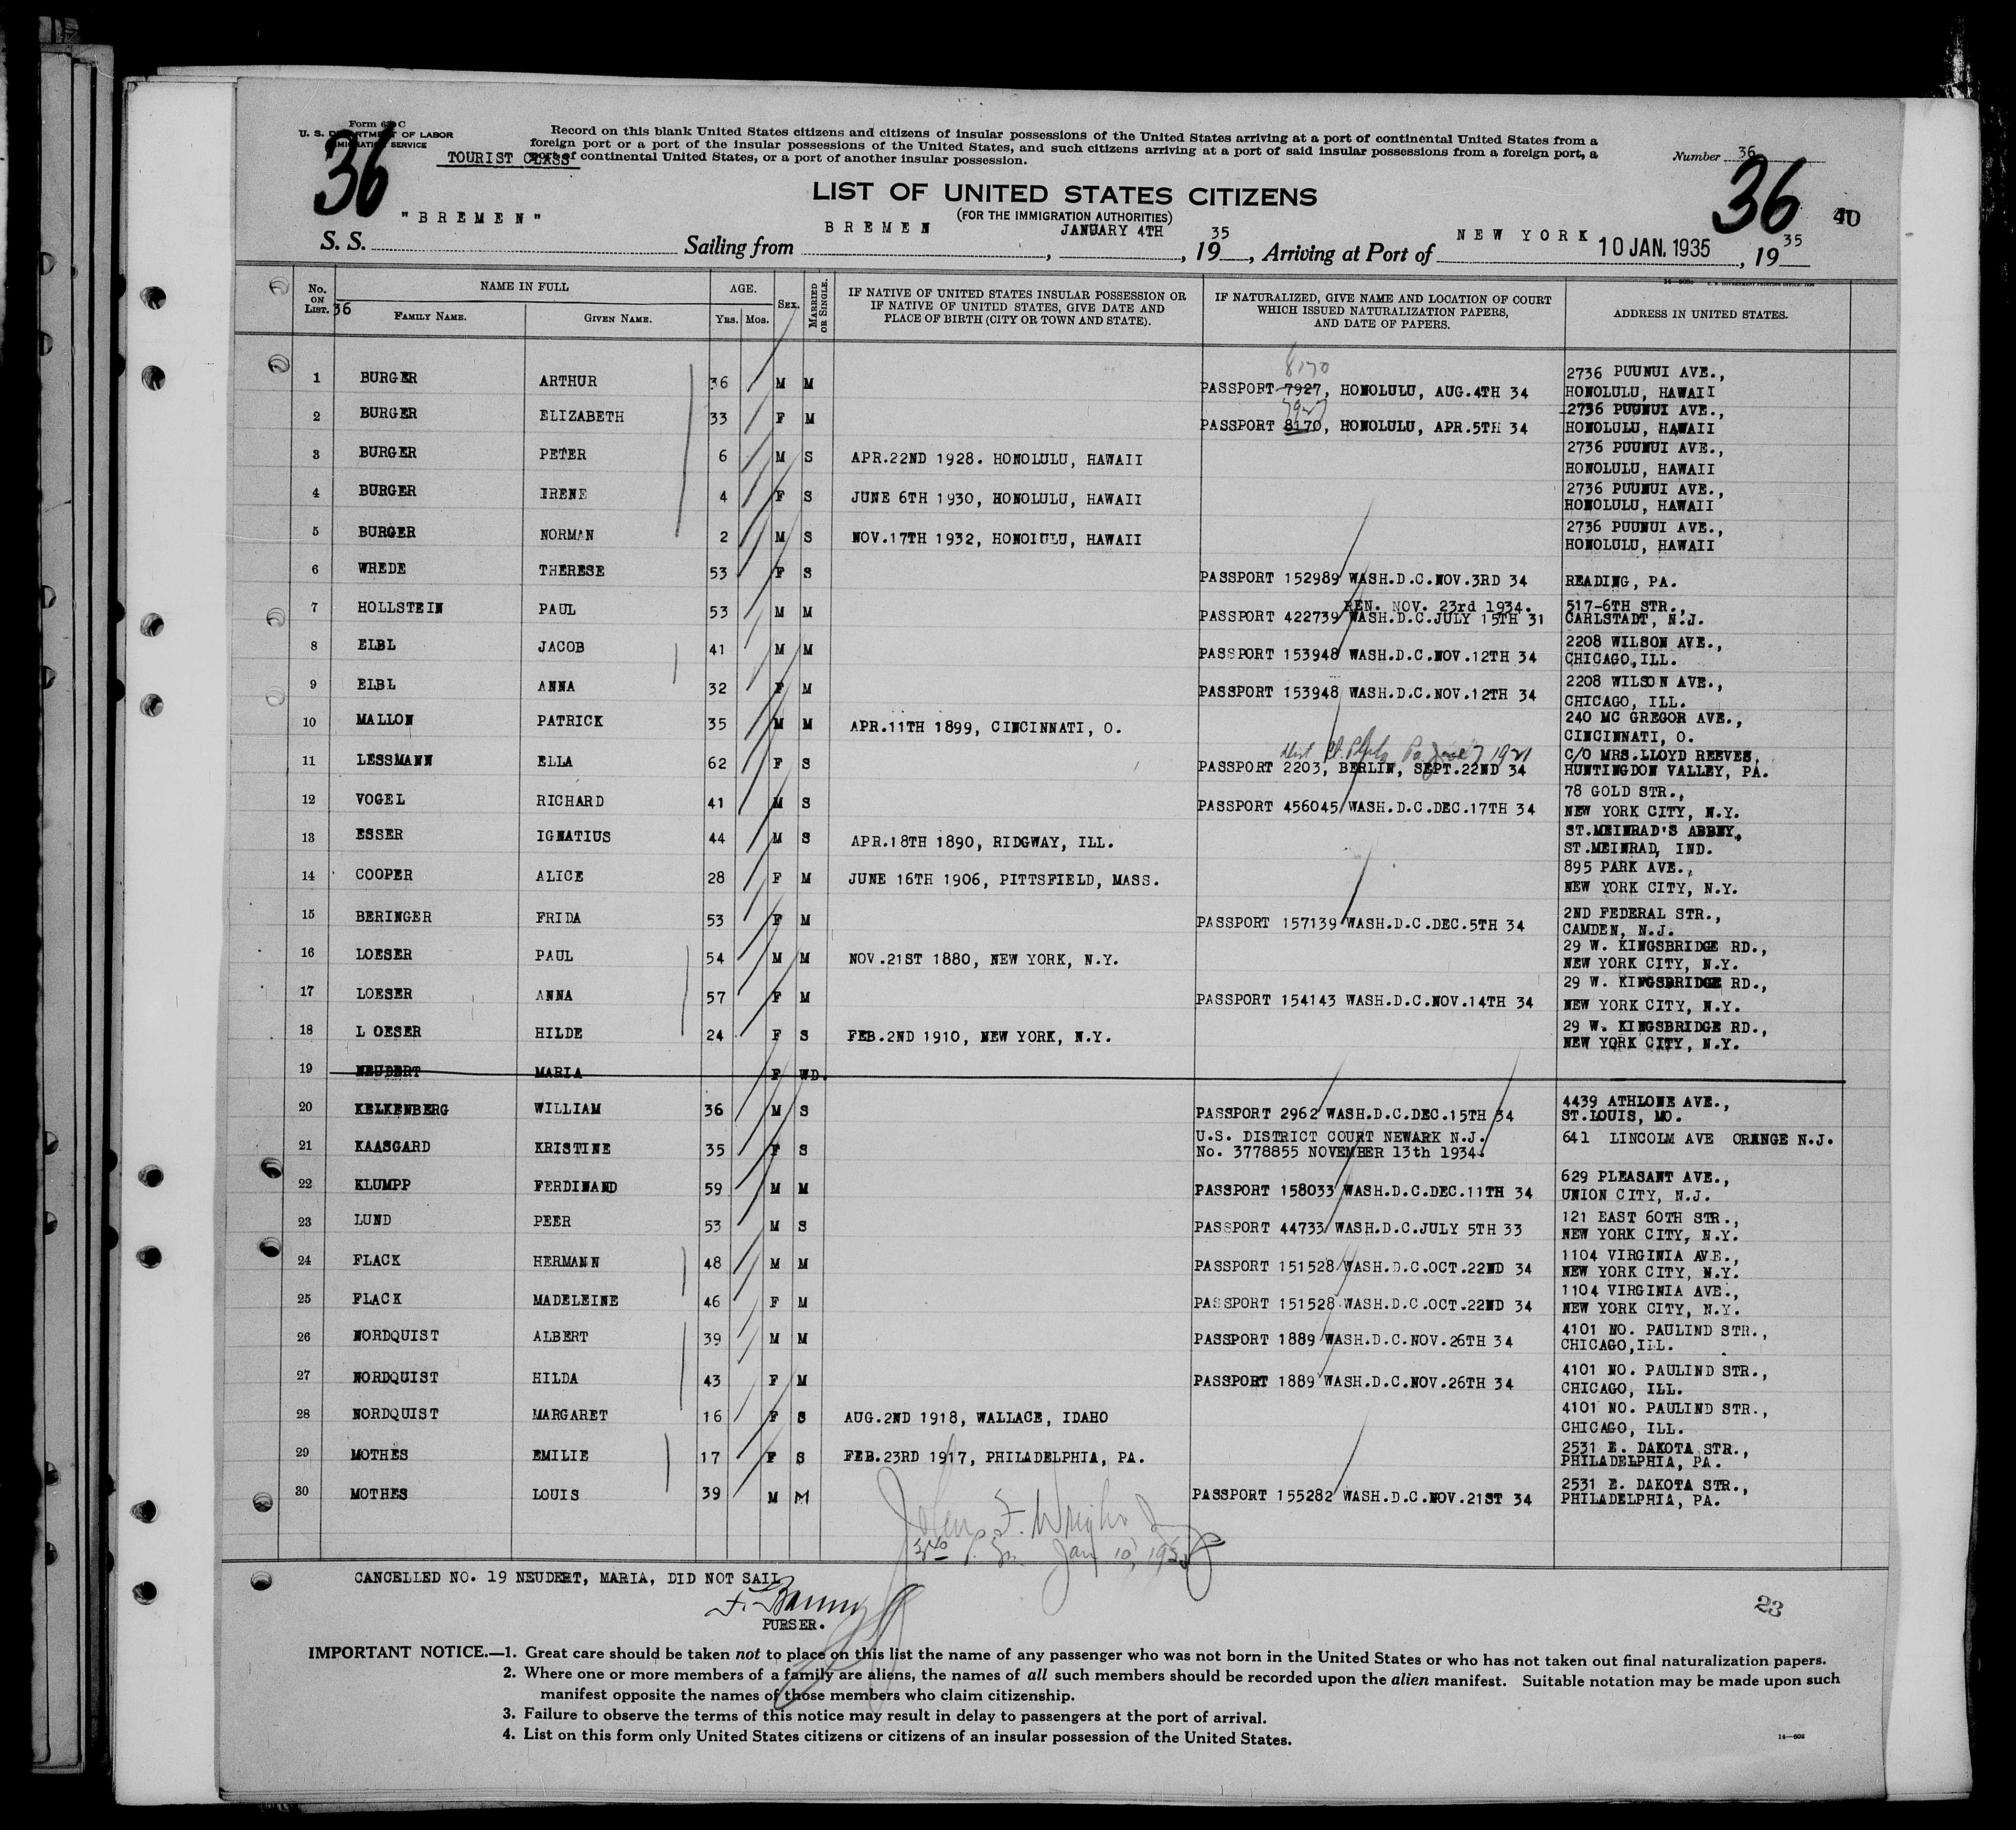 Form 630 C
U. S. DEPARTMENT OF LABOR
IMMIGRATION SERVICE
TOURIST CLASS
36
Record on this blank United States citizens and citizens of insular possessions of the United States arriving at a port of continental United States from a
foreign port or a port of the insular possessions of the United States, and such citizens arriving at a port of said insular possessions from a foreign port, a
port of continental United States, or a port of another insular possession.
Number 36
36
40
LIST OF UNITED STATES CITIZENS
(FOR THE IMMIGRATION AUTHORITIES)
S. S. "BREMEN" Sailing from BREMEN, JANUARY 4TH, 1935, Arriving at Port of NEW YORK 10 JAN. 1935, 1935
No. ON LIST. 36 NAME IN FULL FAMILY NAME. GIVEN NAME. AGE. YRS. MOS. SEX. MARRIED OR SINGLE. IF NATIVE OF UNITED STATES INSULAR POSSESSION OR IF NATIVE OF UNITED STATES, GIVE DATE AND PLACE OF BIRTH (CITY OR TOWN AND STATE). IF NATURALIZED, GIVE NAME AND LOCATION OF COURT WHICH ISSUED NATURALIZATION PAPERS, AND DATE OF PAPERS. ADDRESS IN UNITED STATES.
8170
1 BURGER ARTHUR 36 M M PASSPORT 7927, HONOLULU, AUG.4TH 34 2736 PUUNUI AVE., HONOLULU, HAWAII
7927
2 BURGER ELIZABETH 33 F M PASSPORT 8170, HONOLULU, APR.5TH 34 2736 PUUNUI AVE., HONOLULU, HAWAII
3 BURGER PETER 6 M S APR.22ND 1928. HONOLULU, HAWAII 2736 PUUNUI AVE., HONOLULU, HAWAII
4 BURGER IRENE 4 F S JUNE 6TH 1930, HONOLULU, HAWAII 2736 PUUNUI AVE., HONOLULU, HAWAII
5 BURGER NORMAN 2 M S NOV.17TH 1932, HONOIULU, HAWAII 2736 PUUNUI AVE., HONOLULU, HAWAII
6 WREDE THERESE 53 F S PASSPORT 152989 WASH.D.C.NOV.3RD 34 READING, PA.
7 HOLLSTEIN PAUL 53 M M REN. NOV. 23rd 1934. PASSPORT 422739 WASH.D.C.JULY 15TH 31 517-6TH STR., CARLSTADT, N.J.
8 ELBL JACOB 41 M M PASSPORT 153948 WASH.D.C.NOV.12TH 34 2208 WILSON AVE., CHICAGO,ILL.
9 ELBL ANNA 32 F M PASSPORT 153948 WASH.D.C.NOV.12TH 34 2208 WILSON AVE., CHICAGO, ILL.
10 MALLON PATRICK 35 M M APR.11TH 1899, CINCINNATI, O. 240 MC GREGOR AVE., CINCINNATI, O.
11 LESSMANN ELLA 62 F S PASSPORT 2203, BERLIN, SEPT.22ND 34 C/O MRS.LLOYD REEVES, HUNTINGDON VALLEY, PA.
12 VOGEL RICHARD 41 M S PASSPORT 456045 WASH.D.C.DEC.17TH 34 78 GOLD STR., NEW YORK CITY, N.Y.
13 ESSER IGNATIUS 44 M S APR.18TH 1890, RIDGWAY, ILL. ST.MEINRAD'S ABBEY, ST.MEINRAD, IND.
14 COOPER ALICE 28 F M JUNE 16TH 1906, PITTSFIELD, MASS. 895 PARK AVE., NEW YORK CITY, N.Y.
15 BERINGER FRIDA 53 F M PASSPORT 157139 WASH.D.C.DEC.5TH 34 2ND FEDERAL STR., CAMDEN, N.J.
16 LOESER PAUL 54 M M NOV.21ST 1880, NEW YORK, N.Y. 29 W. KINGSBRIDGE RD., NEW YORK CITY, N.Y.
17 LOESER ANNA 57 F M PASSPORT 154143 WASH.D.C.NOV.14TH 34 29 W. KINGSBRIDGE RD., NEW YORK CITY, N.Y.
18 L OESER HILDE 24 F S FEB.2ND 1910, NEW YORK, N.Y. 29 W. KINGSBRIDGE RD., NEW YORK CITY, N.Y.
19 NEUDERT MARIA F WD.
20 KELKENBERG WILLIAM 36 M S PASSPORT 2962 WASH.D.C.DEC.15TH 34 4439 ATHLONE AVE., ST.LOUIS, MO.
21 KAASGARD KRISTINE 35 F S U.S. DISTRICT COURT NEWARK N.J. No. 3778855 NOVEMBER 13th 1934. 641 LINCOLM AVE ORANGE N.J.
22 KLUMPP FERDINAND 59 M M PASSPORT 158033 WASH.D.C.DEC.11TH 34 629 PLEASANT AVE., UNION CITY, N.J.
23 LUND PEER 53 M S PASSPORT 44733 WASH.D.C.JULY 5TH 33 121 EAST 60TH STR., NEW YORK CITY, N.Y.
24 FLACK HERMANN 48 M M PASSPORT 151528 WASH.D.C.OCT.22ND 34 1104 VIRGINIA AVE., NEW YORK CITY, N.Y.
25 FLACK MADELEINE 46 F M PASSPORT 151528 WASH.D.C.OCT.22ND 34 1104 VIRGINIA AVE., NEW YORK CITY, N.Y.
26 NORDQUIST ALBERT 39 M M PASSPORT 1889 WASH.D.C.NOV.26TH 34 4101 NO. PAULIND STR., CHICAGO,ILL.
27 NORDQUIST HILDA 43 F M PASSPORT 1889 WASH.D.C.NOV.26TH 34 4101 NO. PAULIND STR., CHICAGO, ILL.
28 NORDQUIST MARGARET 16 F S AUG.2ND 1918, WALLACE, IDAHO 4101 NO. PAULIND STR., CHICAGO, ILL.
29 MOTHES EMILIE 17 F S FEB.23RD 1917, PHILADELPHIA, PA. 2531 E. DAKOTA STR., PHILADELPHIA, PA.
30 MOTHES LOUIS 39 M M PASSPORT 155282 WASH.D.C.NOV.21ST 34 2531 E. DAKOTA STR., PHILADELPHIA, PA.
John F. Wright
Jan 10, 1935
CANCELLED NO. 19 NEUDERT, MARIA, DID NOT SAIL
PURSER.
23
IMPORTANT NOTICE.—1. Great care should be taken not to place on this list the name of any passenger who was not born in the United States or who has not taken out final naturalization papers.
2. Where one or more members of a family are aliens, the names of all such members should be recorded upon the alien manifest. Suitable notation may be made upon such
manifest opposite the names of those members who claim citizenship.
3. Failure to observe the terms of this notice may result in delay to passengers at the port of arrival.
4. List on this form only United States citizens or citizens of an insular possession of the United States.
14—608